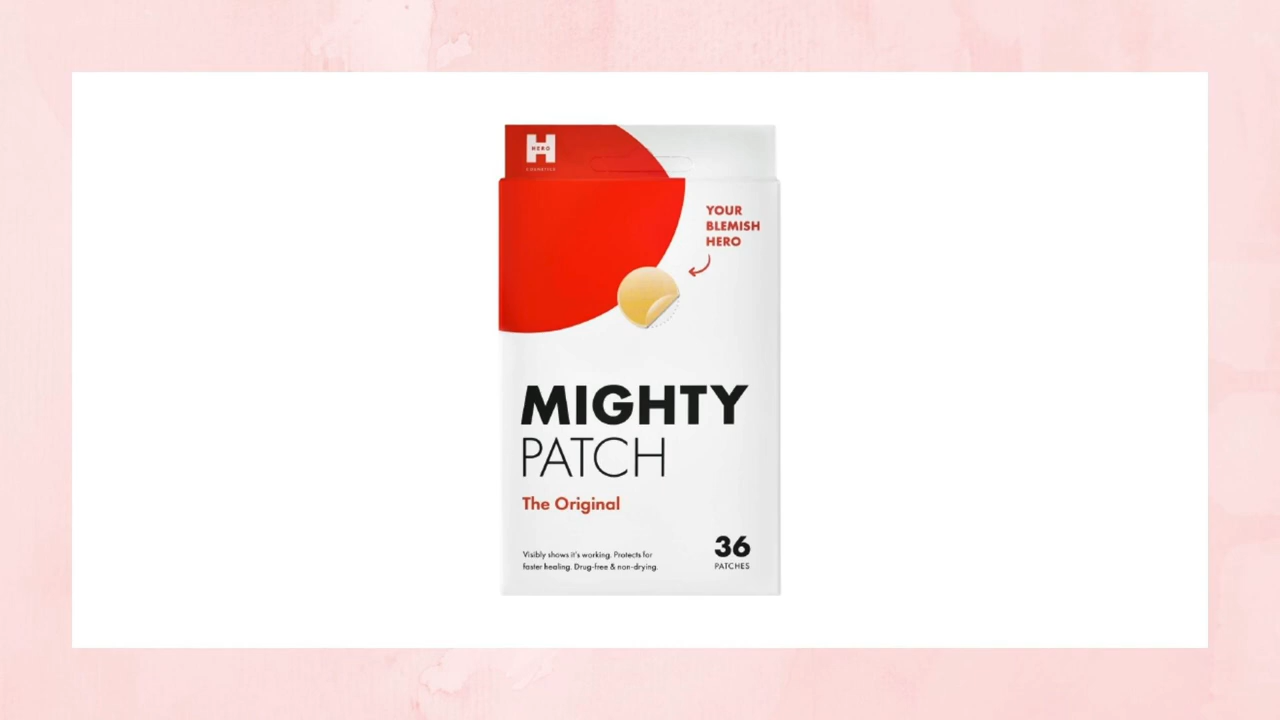 H
HERO
COSMETICS
YOUR
BLEMISH
HERO
MIGHTY
PATCH
The Original
Visibly shows it's working. Protects for
faster healing. Drug-free & non-drying.
36
PATCHES